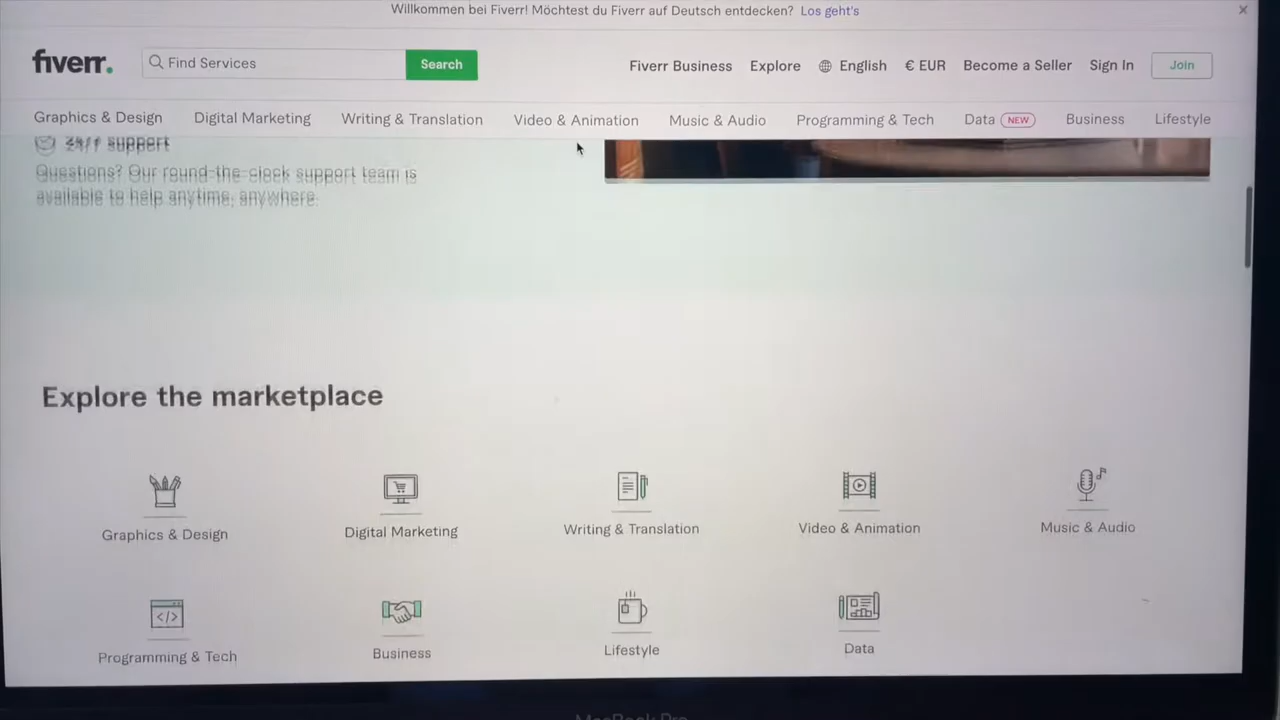 Willkommen bei Fiverr! Möchtest du Fiverr auf Deutsch entdecken? Los geht's
fiverr.
Find Services
Search
Fiverr Business
Explore
English
€ EUR
Become a Seller
Sign In
Join
Graphics & Design
Digital Marketing
Writing & Translation
Video & Animation
Music & Audio
Programming & Tech
Data NEW
Business
Lifestyle
24/7 support
Questions? Our round-the-clock support team is
available to help anytime, anywhere.
Explore the marketplace
Graphics & Design
Digital Marketing
Writing & Translation
Video & Animation
Music & Audio
Programming & Tech
Business
Lifestyle
Data
MacBook Pro